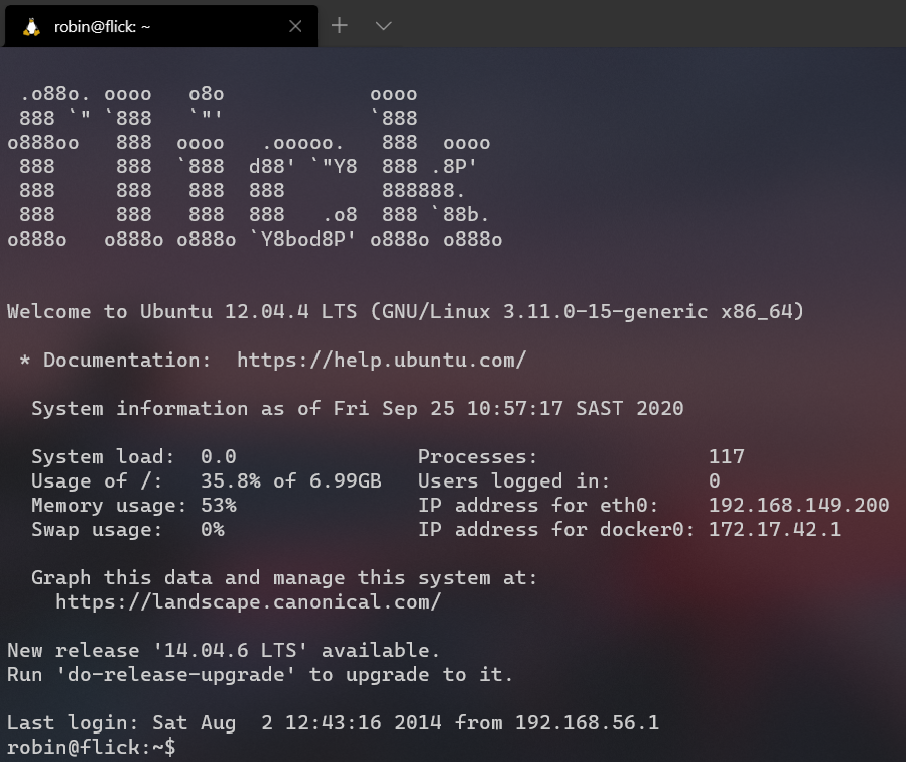 robin@flick: ~
 .o88o. oooo   o8o            oooo
 888 `" `888   `"'            `888
o888oo   888  oooo   .ooooo.   888  oooo
 888     888  `888  d88' `"Y8  888 .8P'
 888     888   888  888        888888.
 888     888   888  888   .o8  888 `88b.
o888o   o888o o888o `Y8bod8P' o888o o888o
Welcome to Ubuntu 12.04.4 LTS (GNU/Linux 3.11.0-15-generic x86_64)
 * Documentation:  https://help.ubuntu.com/
  System information as of Fri Sep 25 10:57:17 SAST 2020
  System load:  0.0               Processes:              117
  Usage of /:   35.8% of 6.99GB   Users logged in:        0
  Memory usage: 53%               IP address for eth0:    192.168.149.200
  Swap usage:   0%                IP address for docker0: 172.17.42.1
  Graph this data and manage this system at:
    https://landscape.canonical.com/
New release '14.04.6 LTS' available.
Run 'do-release-upgrade' to upgrade to it.
Last login: Sat Aug  2 12:43:16 2014 from 192.168.56.1
robin@flick:~$